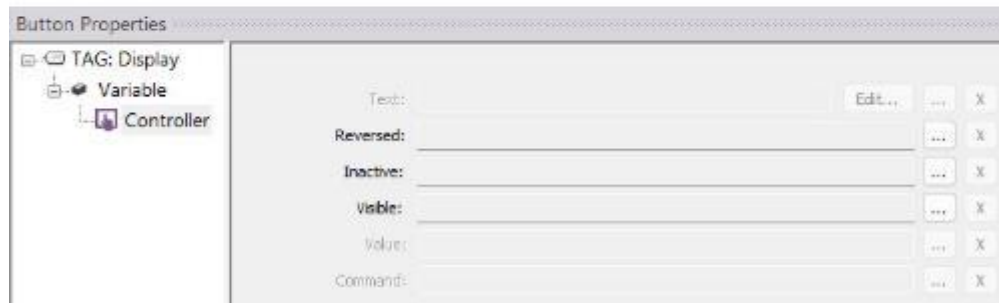 Button Properties
TAG: Display
Variable
Controller
Text:
Edit...
...
X
Reversed:
...
X
Inactive:
...
X
Visible:
...
X
Value:
...
X
Command:
...
X